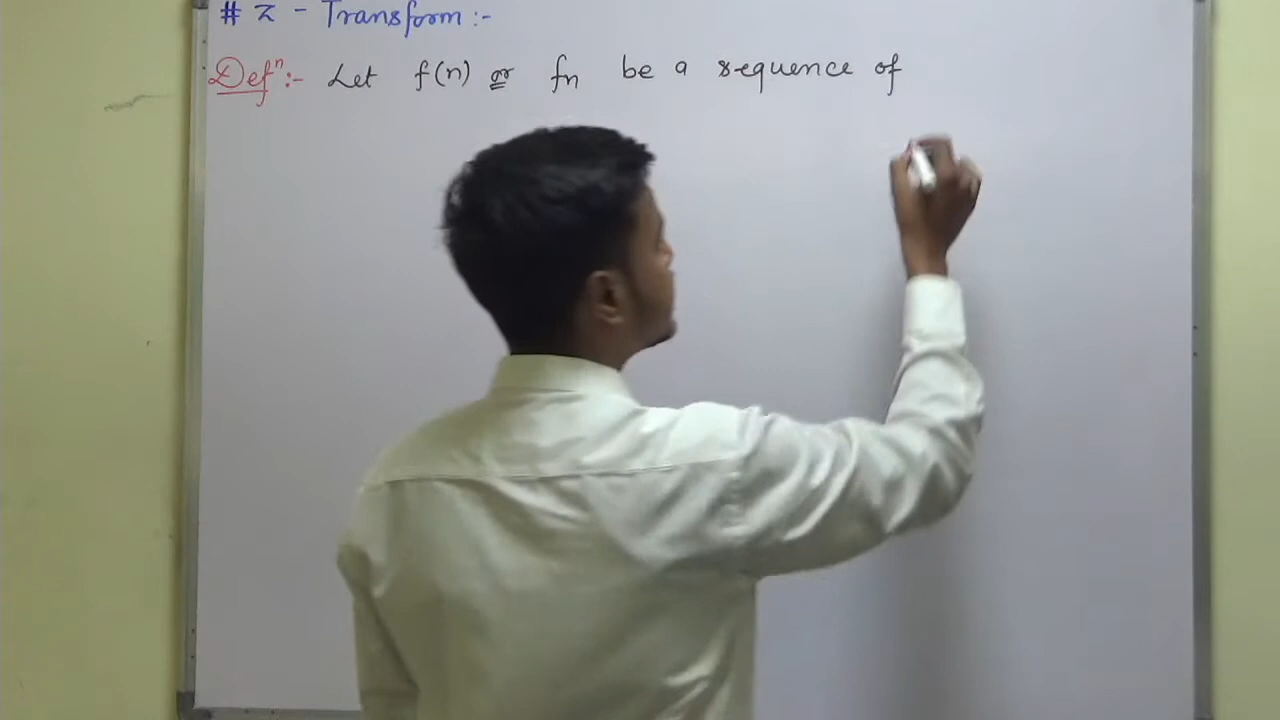 # Z - Transform :-
Defⁿ :- Let f(n) or fn be a sequence of